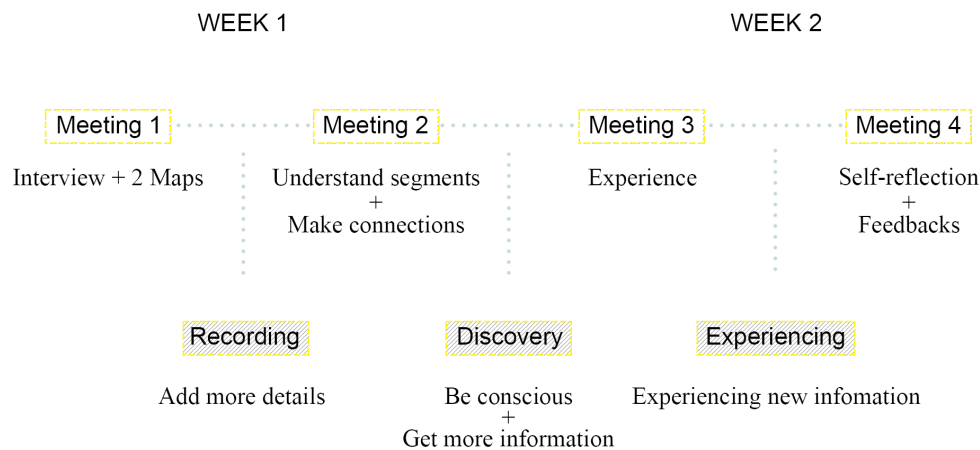 WEEK 1
WEEK 2
Meeting 1
Meeting 2
Meeting 3
Meeting 4
Interview + 2 Maps
Understand segments
+
Make connections
Experience
Self-reflection
+
Feedbacks
Recording
Discovery
Experiencing
Add more details
Be conscious
+
Get more information
Experiencing new infomation